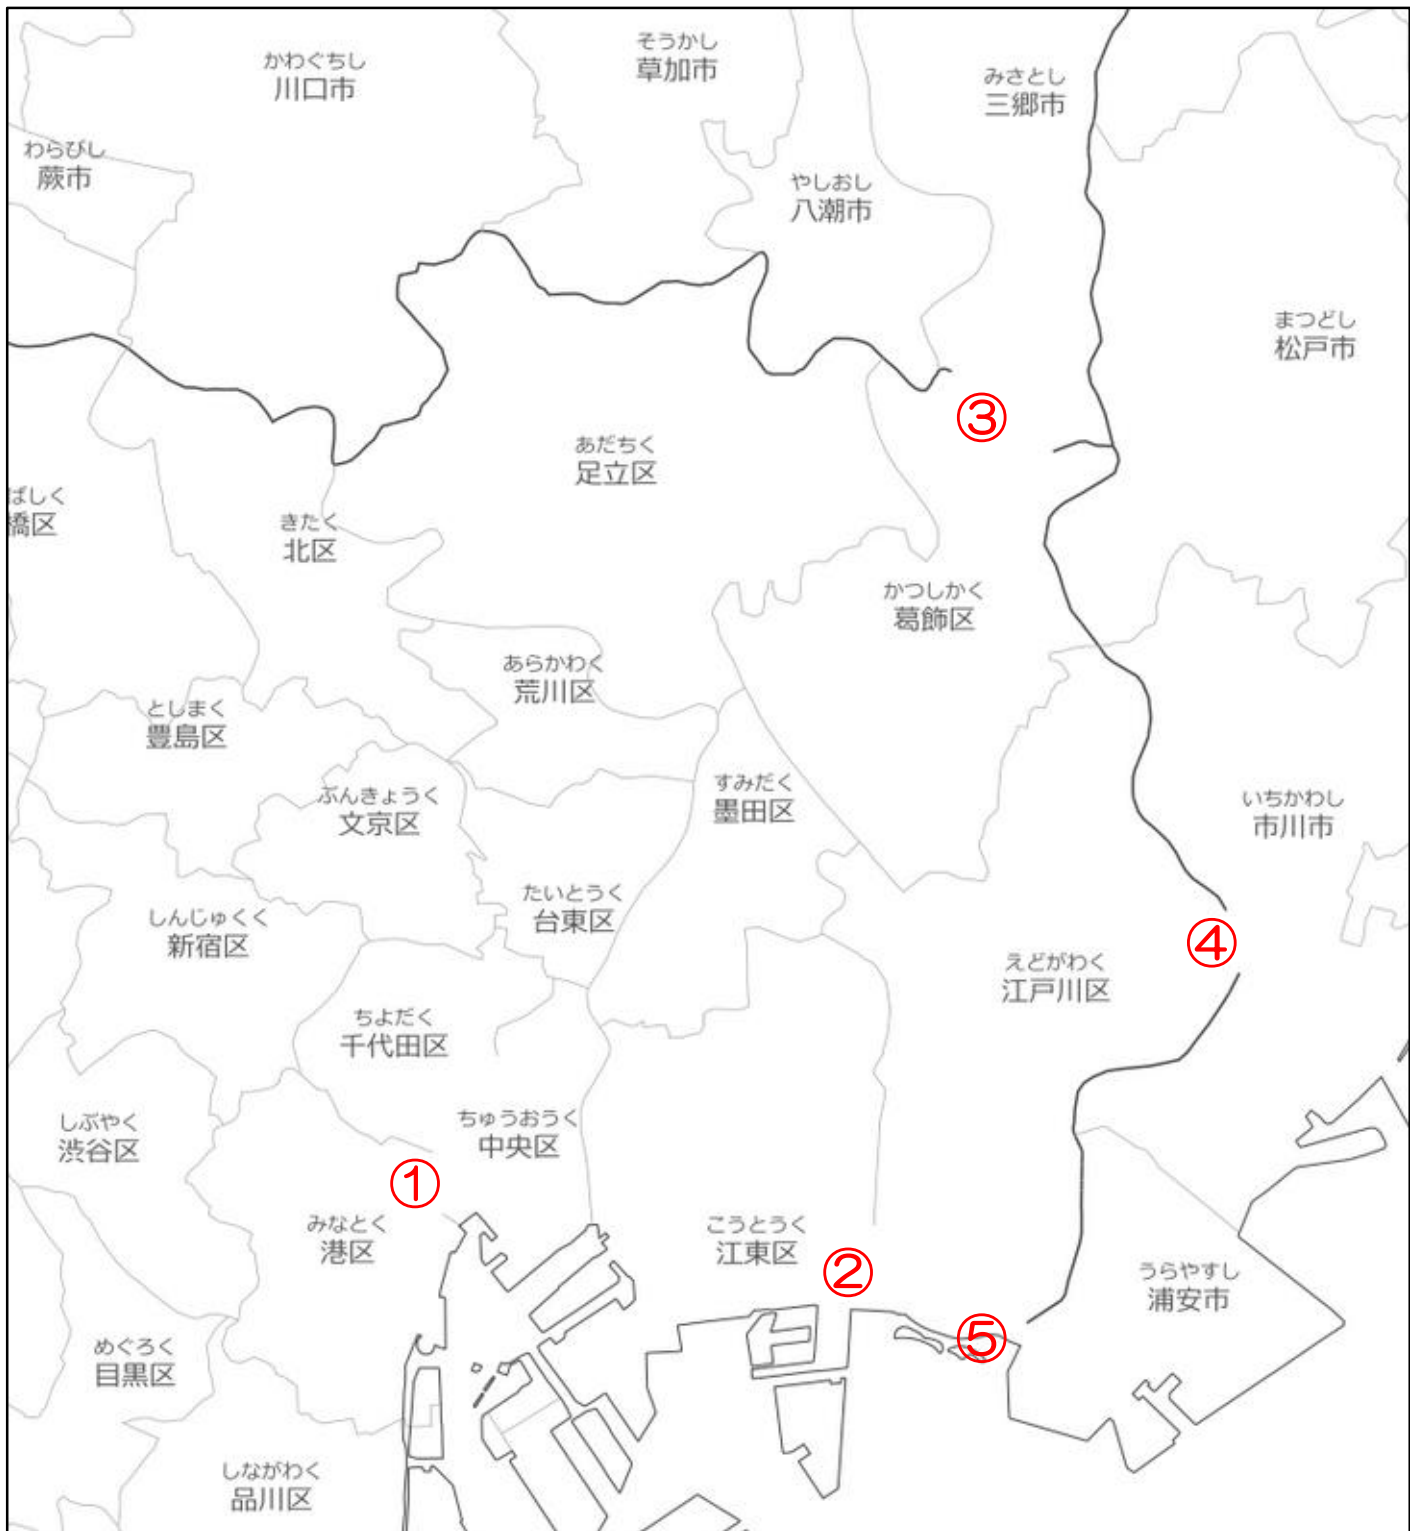 かわぐちし
川口市
そうかし
草加市
みさとし
三郷市
わらびし
蕨市
やしおし
八潮市
まつどし
松戸市
③
あだちく
足立区
ばしく
橋区
きたく
北区
かつしかく
葛飾区
あらかわく
荒川区
としまく
豊島区
すみだく
墨田区
ぶんきょうく
文京区
いちかわし
市川市
たいとうく
台東区
しんじゅくく
新宿区
④
えどがわく
江戸川区
ちよだく
千代田区
しぶやく
渋谷区
ちゅうおうく
中央区
①
みなとく
港区
こうとうく
江東区
②
うらやすし
浦安市
⑤
めぐろく
目黒区
しながわく
品川区